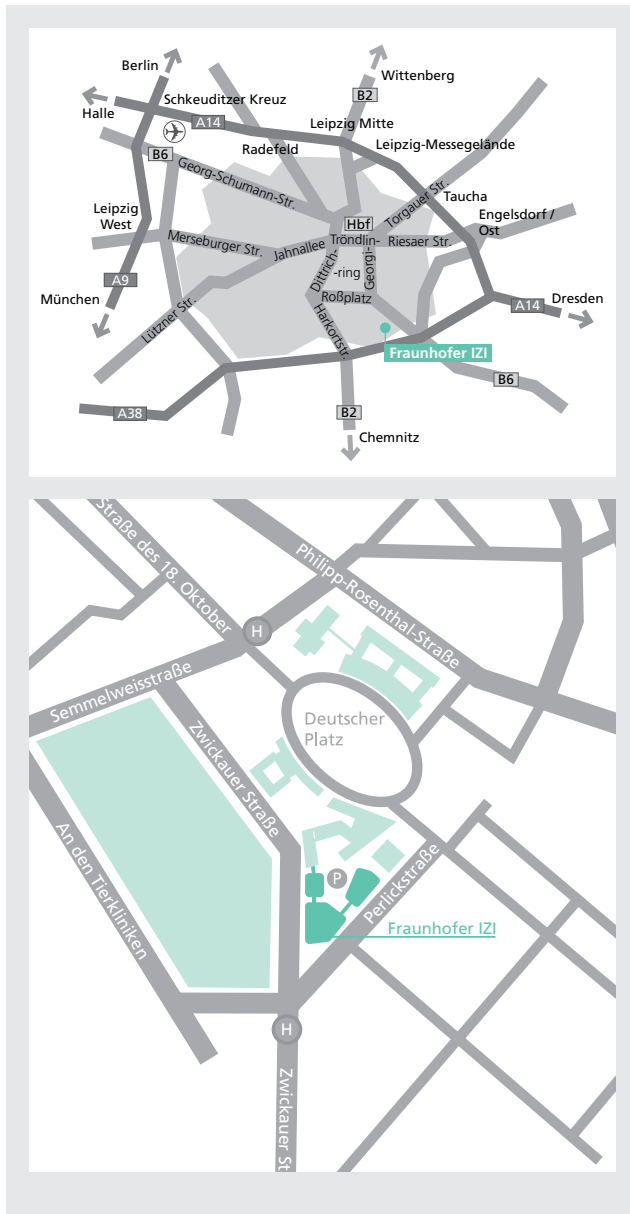 Berlin
Wittenberg
B2
Halle
Schkeuditzer Kreuz
A14
Leipzig Mitte
Radefeld
Leipzig-Messegelände
B6
Georg-Schumann-Str.
Torgauer Str.
Taucha
Leipzig
West
Hbf
Engelsdorf /
Ost
Merseburger Str.
Jahnallee
Tröndlin-
Riesaer Str.
Dittrich-
-ring
Georgi-
A9
München
Roßplatz
Lützner Str.
Harkortstr.
A14
Dresden
Fraunhofer IZI
B6
A38
B2
Chemnitz
Straße des 18. Oktober
Philipp-Rosenthal-Straße
H
Semmelweisstraße
Deutscher
Platz
Zwickauer Straße
An den Tierkliniken
P
Perlickstraße
Fraunhofer IZI
H
Zwickauer St